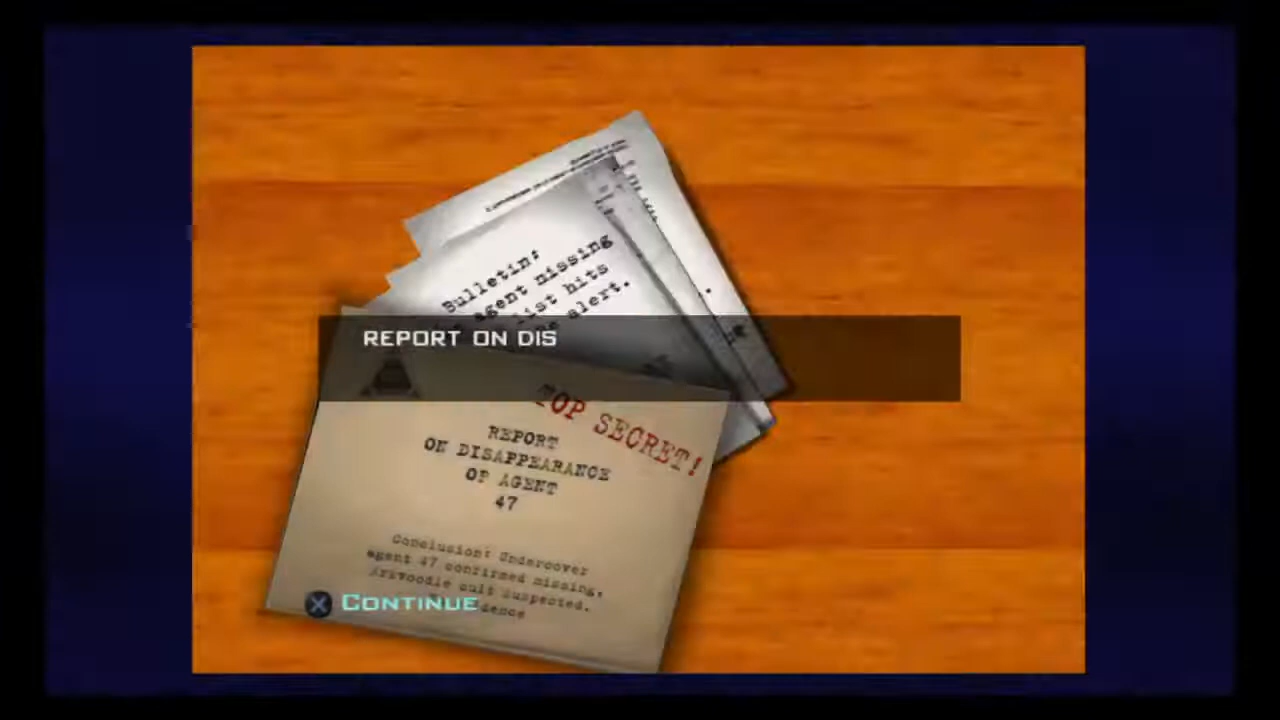 Bulletin:
agent missing
list hits
alert.
REPORT ON DIS
TOP SECRET!
REPORT
ON DISAPPEARANCE
OF AGENT
47
Conclusion: Undercover
agent 47 confirmed missing,
cult suspected.
CONTINUE